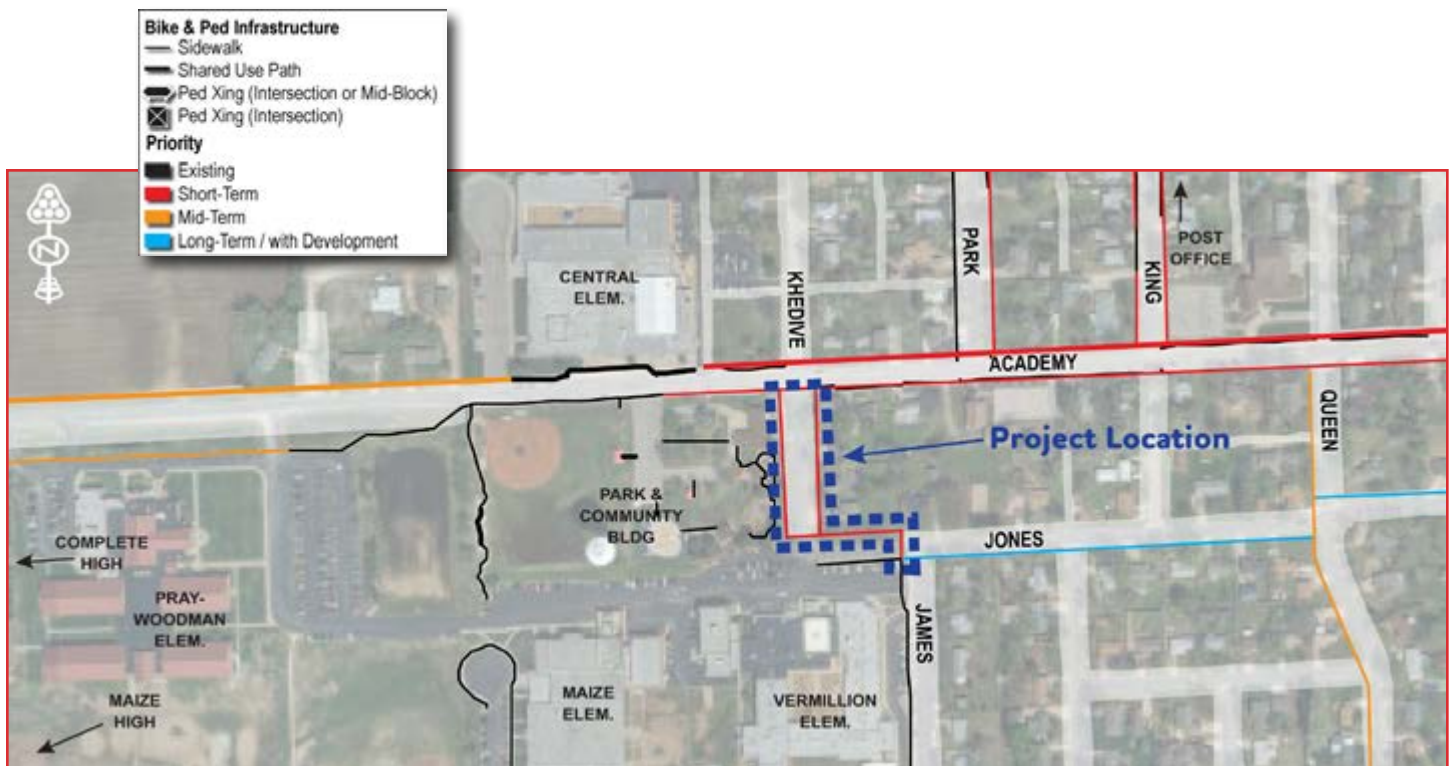 Bike & Ped Infrastructure
Sidewalk
Shared Use Path
Ped Xing (Intersection or Mid-Block)
Ped Xing (Intersection)
Priority
Existing
Short-Term
Mid-Term
Long-Term / with Development
N
CENTRAL
ELEM.
KHEDIVE
PARK
KING
POST
OFFICE
ACADEMY
QUEEN
Project Location
PARK &
COMMUNITY
BLDG
COMPLETE
HIGH
JONES
PRAY-
WOODMAN
ELEM.
JAMES
MAIZE
HIGH
MAIZE
ELEM.
VERMILLION
ELEM.